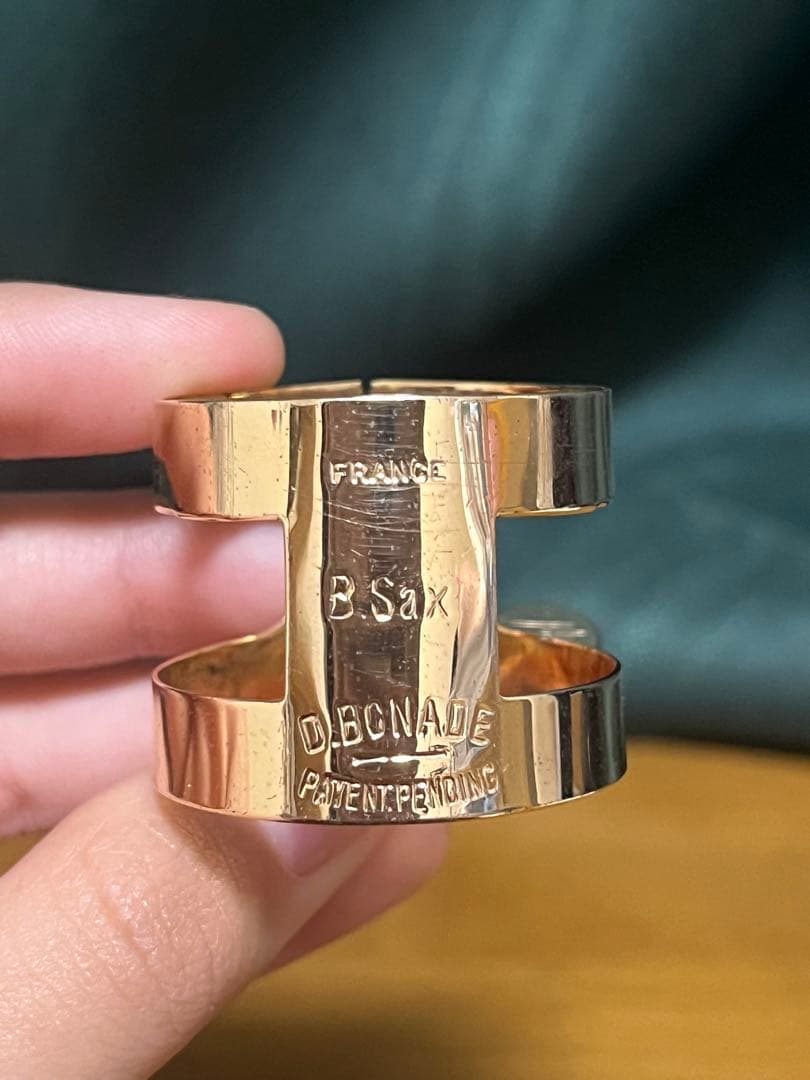 FRANCE
B.Sax
D.BONADE
PATENT.PENDING